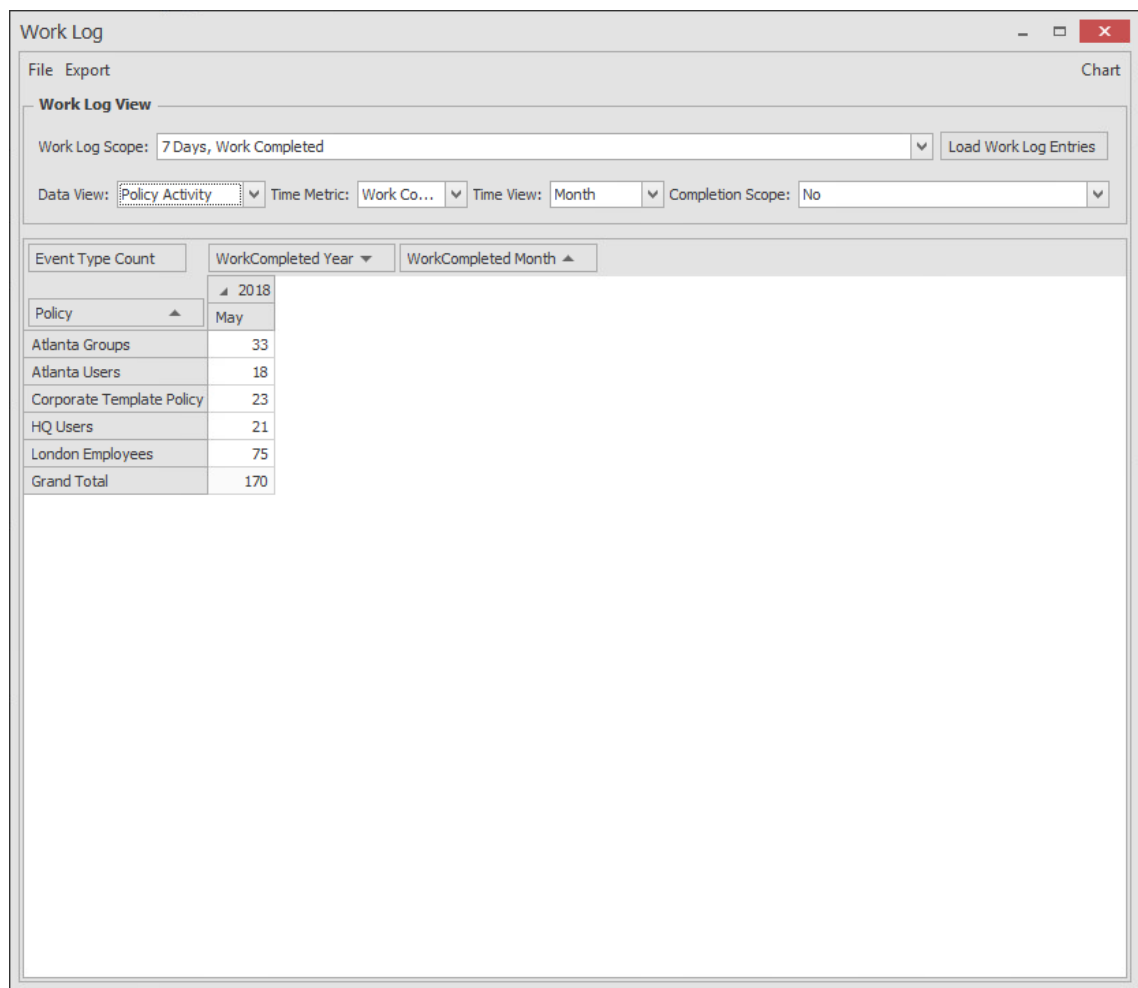 Work Log
File Export Chart
Work Log View
Work Log Scope: 7 Days, Work Completed Load Work Log Entries
Data View: Policy Activity Time Metric: Work Co... Time View: Month Completion Scope: No
Event Type Count WorkCompleted Year WorkCompleted Month
2018
Policy May
Atlanta Groups 33
Atlanta Users 18
Corporate Template Policy 23
HQ Users 21
London Employees 75
Grand Total 170